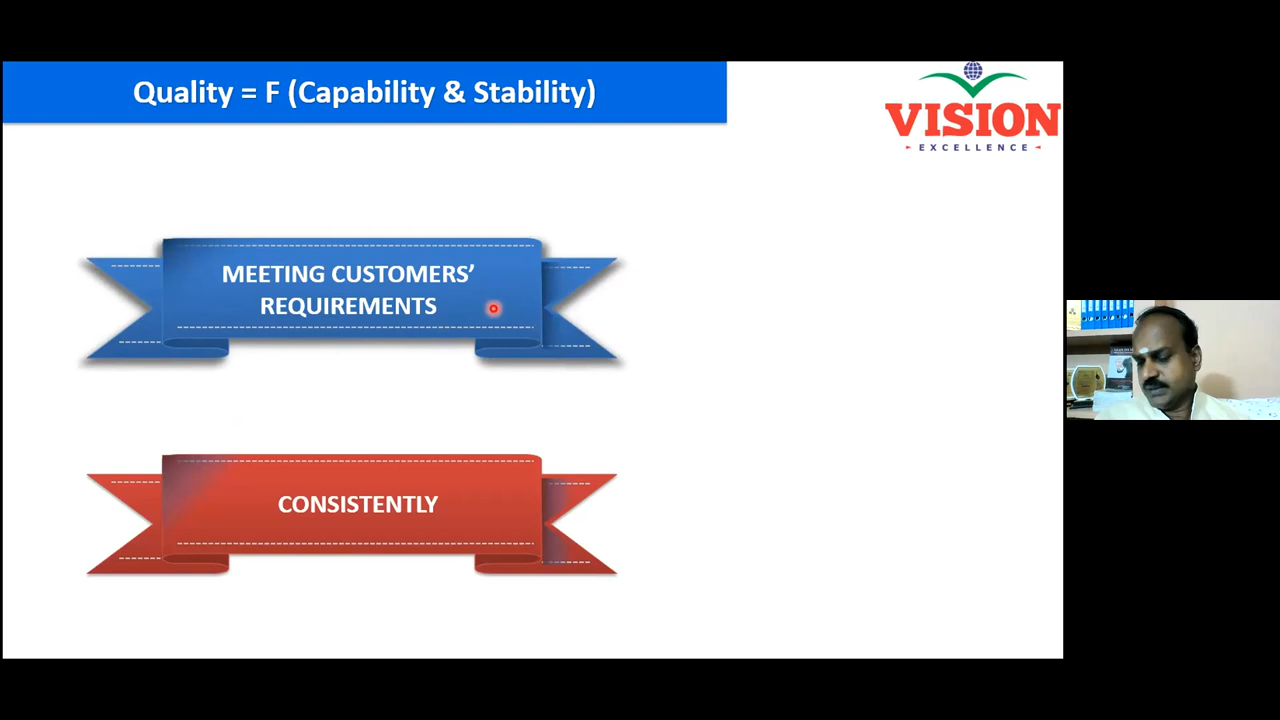 Quality = F (Capability & Stability)
VISION
EXCELLENCE
MEETING CUSTOMERS’
REQUIREMENTS
CONSISTENTLY